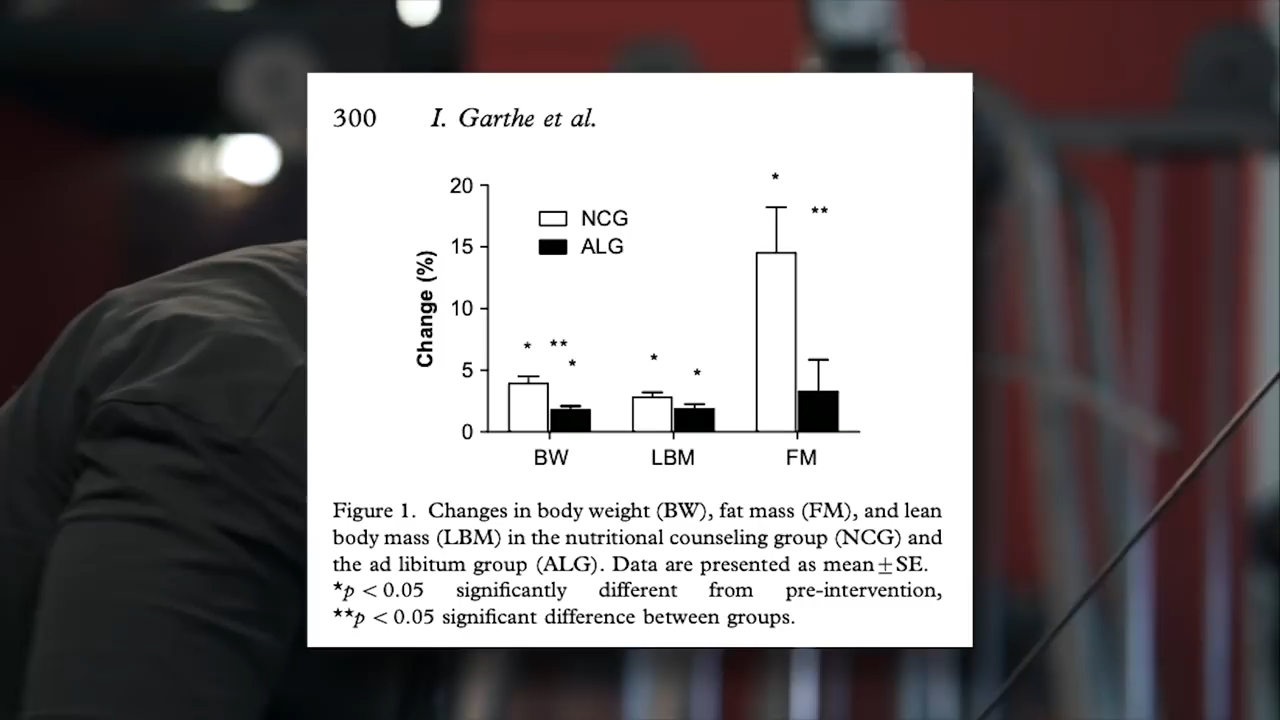 300 I. Garthe et al.
20
15
10
5
0
Change (%)
NCG
ALG
*
**
*
*
*
*
**
BW LBM FM
Figure 1. Changes in body weight (BW), fat mass (FM), and lean
body mass (LBM) in the nutritional counseling group (NCG) and
the ad libitum group (ALG). Data are presented as mean±SE.
*p < 0.05 significantly different from pre-intervention,
**p < 0.05 significant difference between groups.